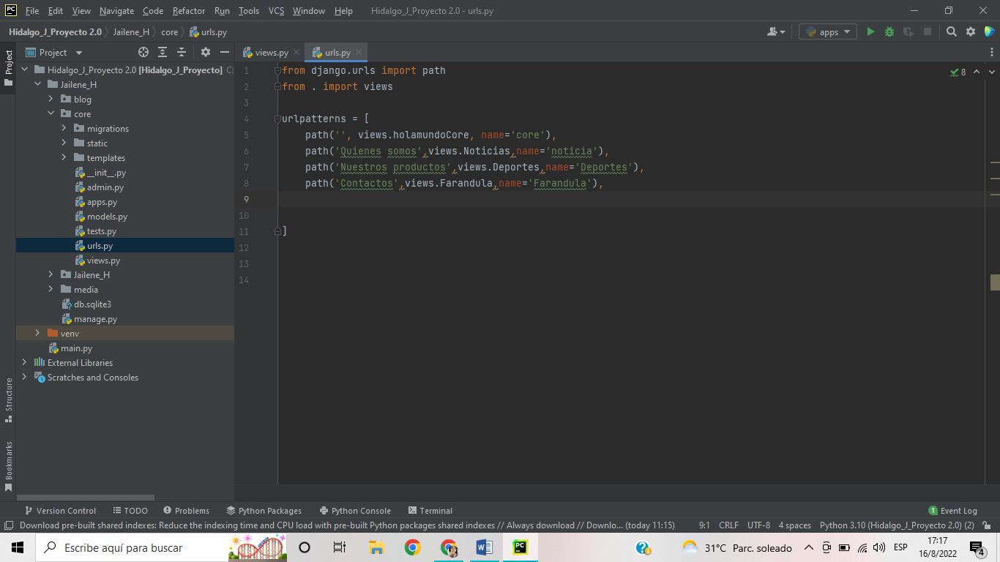 PC File Edit View Navigate Code Refactor Run Tools VCS Window Help Hidalgo_J_Proyecto 2.0 - urls.py
Hidalgo_J_Proyecto 2.0 Jailene_H core urls.py apps
Project views.py urls.py
Project
Hidalgo_J_Proyecto 2.0 [Hidalgo_J_Proyecto] C:
Jailene_H
blog
core
migrations
static
templates
__init__.py
admin.py
apps.py
models.py
tests.py
urls.py
views.py
Jailene_H
media
db.sqlite3
manage.py
venv
main.py
External Libraries
Scratches and Consoles
Structure
Bookmarks
8
1 from django.urls import path
2 from . import views
3
4 urlpatterns = [
5 path('', views.holamundoCore, name='core'),
6 path('Quienes somos',views.Noticias,name='noticia'),
7 path('Nuestros productos',views.Deportes,name='Deportes'),
8 path('Contactos',views.Farandula,name='Farandula'),
9
10
11 ]
12
13
14
Version Control TODO Problems Python Packages Python Console Terminal 1 Event Log
Download pre-built shared indexes: Reduce the indexing time and CPU load with pre-built Python packages shared indexes // Always download // Downlo... (today 11:15) 9:1 CRLF UTF-8 4 spaces Python 3.10 (Hidalgo_J_Proyecto 2.0) (2)
Escribe aquí para buscar PC 31°C Parc. soleado ESP 17:17
16/8/2022 4